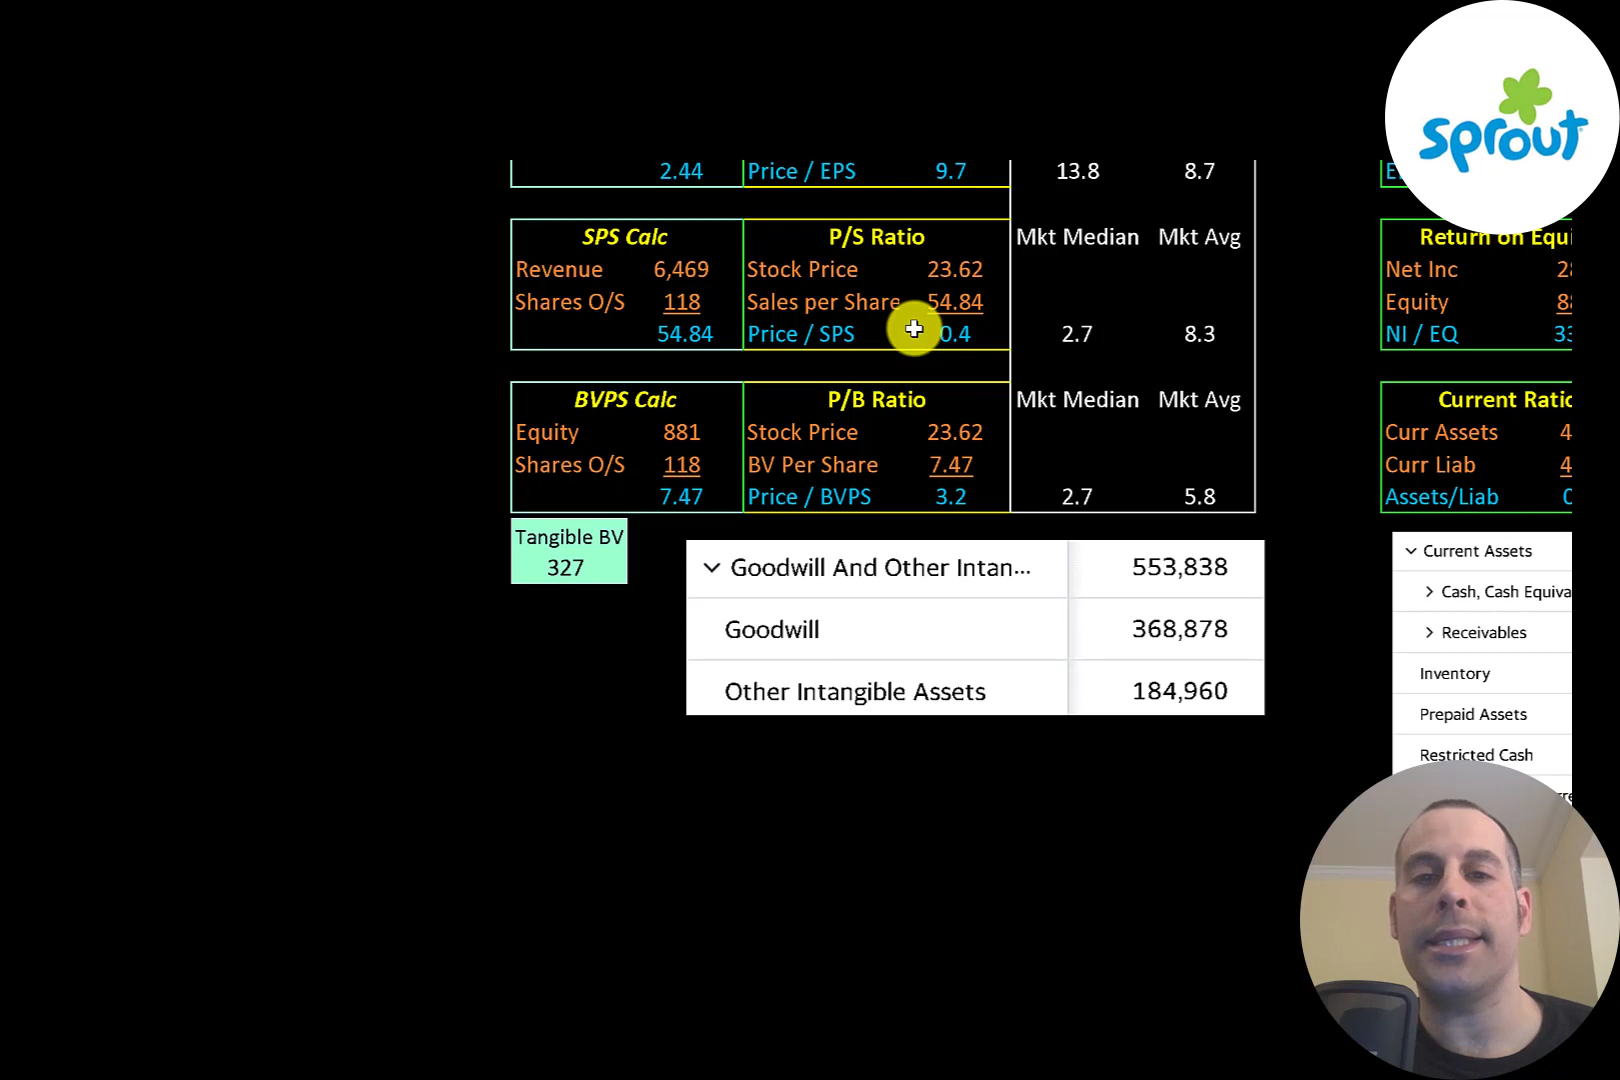 sprout
2.44 Price / EPS 9.7 13.8 8.7
SPS Calc P/S Ratio Mkt Median Mkt Avg Return on Equi
Revenue 6,469 Stock Price 23.62 Net Inc
Shares O/S 118 Sales per Share 54.84 Equity
54.84 Price / SPS 0.4 2.7 8.3 NI / EQ
BVPS Calc P/B Ratio Mkt Median Mkt Avg Current Ratio
Equity 881 Stock Price 23.62 Curr Assets
Shares O/S 118 BV Per Share 7.47 Curr Liab
7.47 Price / BVPS 3.2 2.7 5.8 Assets/Liab
Tangible BV
327
Goodwill And Other Intan... 553,838
Goodwill 368,878
Other Intangible Assets 184,960
Current Assets
Cash, Cash Equiva
Receivables
Inventory
Prepaid Assets
Restricted Cash